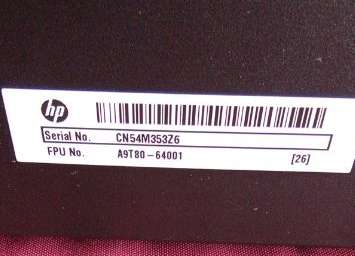 hp
Serial No. CN54M353Z6
FPU No. A9T80-64001 [26]